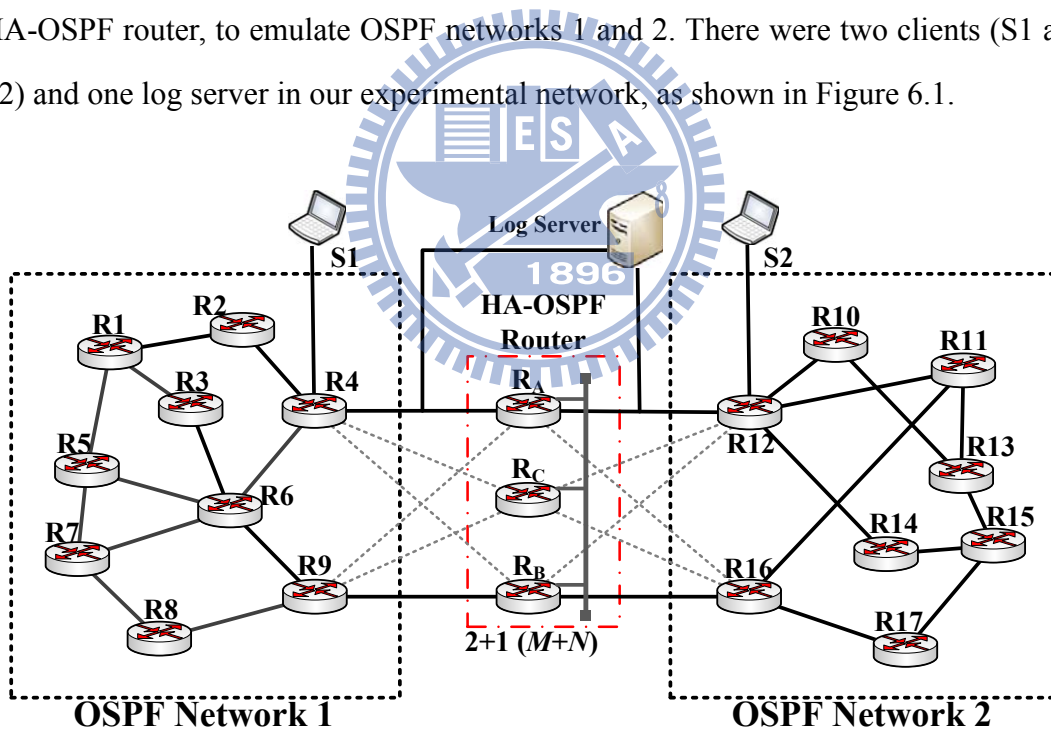 HA-OSPF router, to emulate OSPF networks 1 and 2. There were two clients (S1 a
2) and one log server in our experimental network, as shown in Figure 6.1.
E S A
8
1896
Log Server
S1
S2
HA-OSPF
Router
R1
R2
R3
R4
R5
R6
R7
R8
R9
RA
RC
RB
2+1 (M+N)
R10
R11
R12
R13
R14
R15
R16
R17
OSPF Network 1
OSPF Network 2